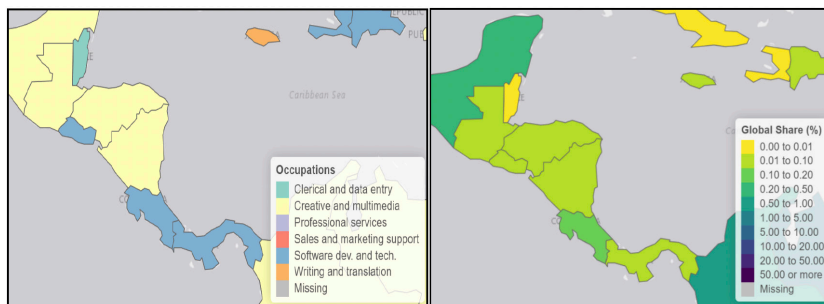 Caribbean Sea
Occupations
Clerical and data entry
Creative and multimedia
Professional services
Sales and marketing support
Software dev. and tech.
Writing and translation
Missing
Global Share (%)
0.00 to 0.01
0.01 to 0.10
0.10 to 0.20
0.20 to 0.50
0.50 to 1.00
1.00 to 5.00
5.00 to 10.00
10.00 to 20.00
20.00 to 50.00
50.00 or more
Missing